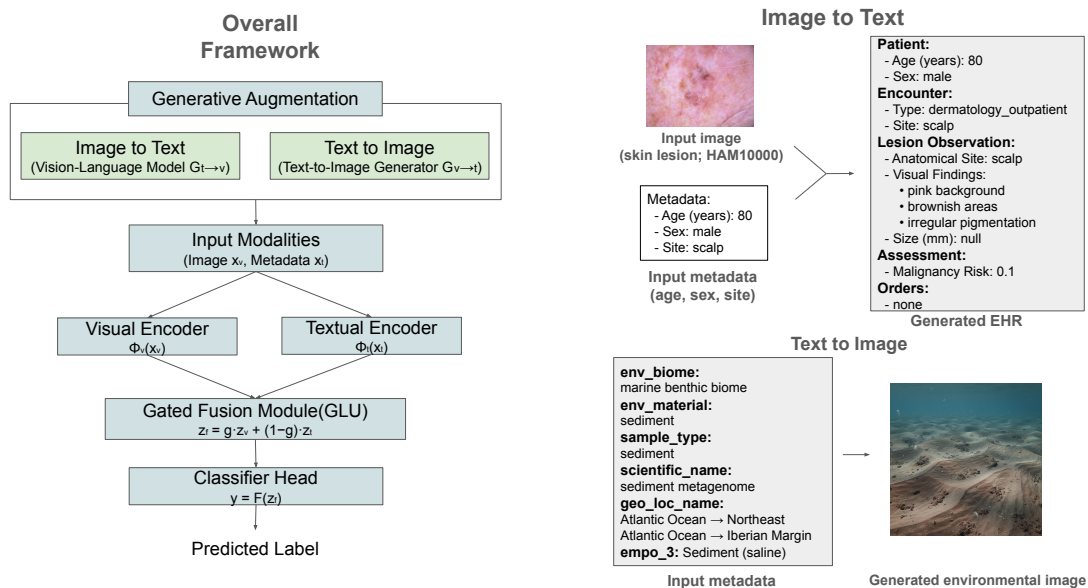 Overall
Framework
Generative Augmentation
Image to Text
(Vision-Language Model Gt→v)
Text to Image
(Text-to-Image Generator Gv→t)
Input Modalities
(Image xv, Metadata xt)
Visual Encoder
Φv(xv)
Textual Encoder
Φt(xt)
Gated Fusion Module(GLU)
zf = g·zv + (1−g)·zt
Classifier Head
y = F(zf)
Predicted Label
Image to Text
Input image
(skin lesion; HAM10000)
Metadata:
- Age (years): 80
- Sex: male
- Site: scalp
Input metadata
(age, sex, site)
Patient:
- Age (years): 80
- Sex: male
Encounter:
- Type: dermatology_outpatient
- Site: scalp
Lesion Observation:
- Anatomical Site: scalp
- Visual Findings:
• pink background
• brownish areas
• irregular pigmentation
- Size (mm): null
Assessment:
- Malignancy Risk: 0.1
Orders:
- none
Generated EHR
Text to Image
env_biome:
marine benthic biome
env_material:
sediment
sample_type:
sediment
scientific_name:
sediment metagenome
geo_loc_name:
Atlantic Ocean → Northeast
Atlantic Ocean → Iberian Margin
empo_3: Sediment (saline)
Input metadata
Generated environmental image